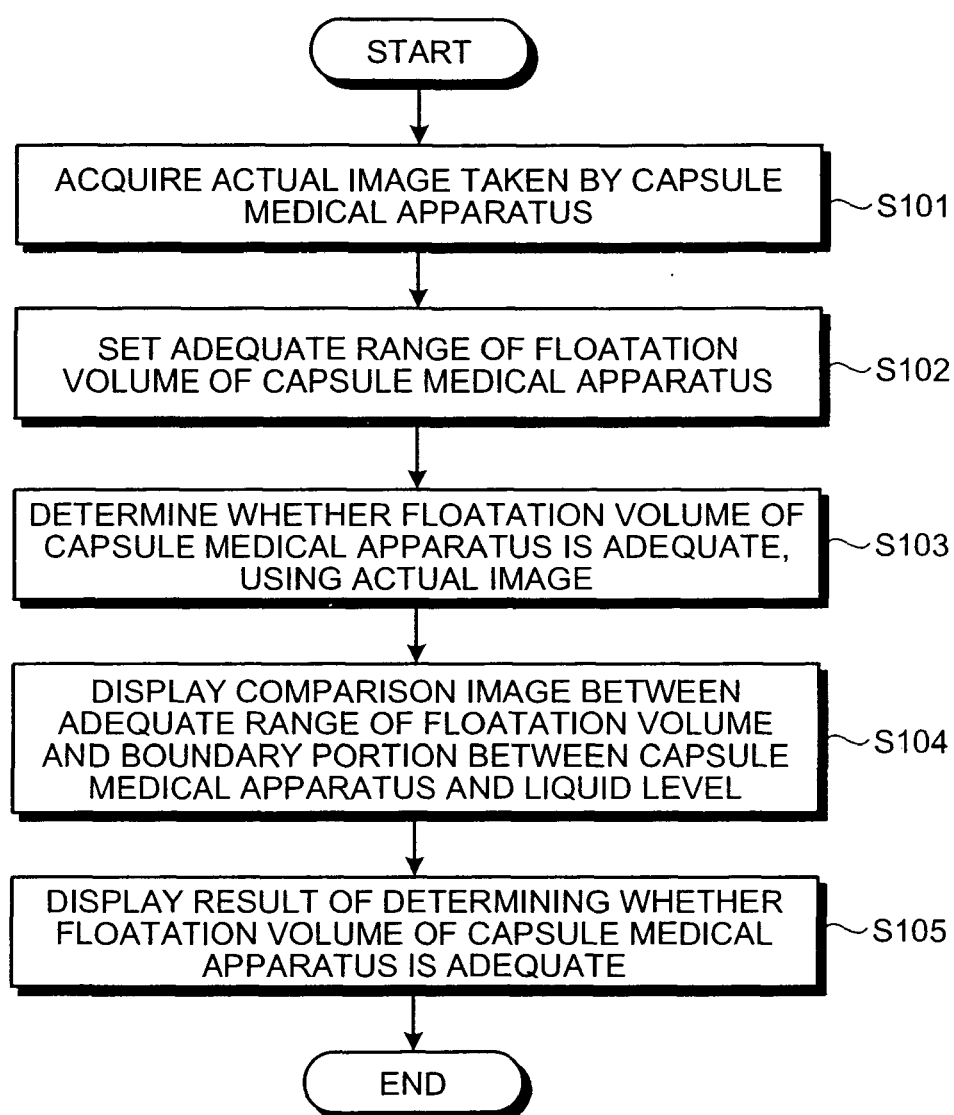 START
ACQUIRE ACTUAL IMAGE TAKEN BY CAPSULE
MEDICAL APPARATUS
S101
SET ADEQUATE RANGE OF FLOATATION
VOLUME OF CAPSULE MEDICAL APPARATUS
S102
DETERMINE WHETHER FLOATATION VOLUME OF
CAPSULE MEDICAL APPARATUS IS ADEQUATE,
USING ACTUAL IMAGE
S103
DISPLAY COMPARISON IMAGE BETWEEN
ADEQUATE RANGE OF FLOATATION VOLUME
AND BOUNDARY PORTION BETWEEN CAPSULE
MEDICAL APPARATUS AND LIQUID LEVEL
S104
DISPLAY RESULT OF DETERMINING WHETHER
FLOATATION VOLUME OF CAPSULE MEDICAL
APPARATUS IS ADEQUATE
S105
END